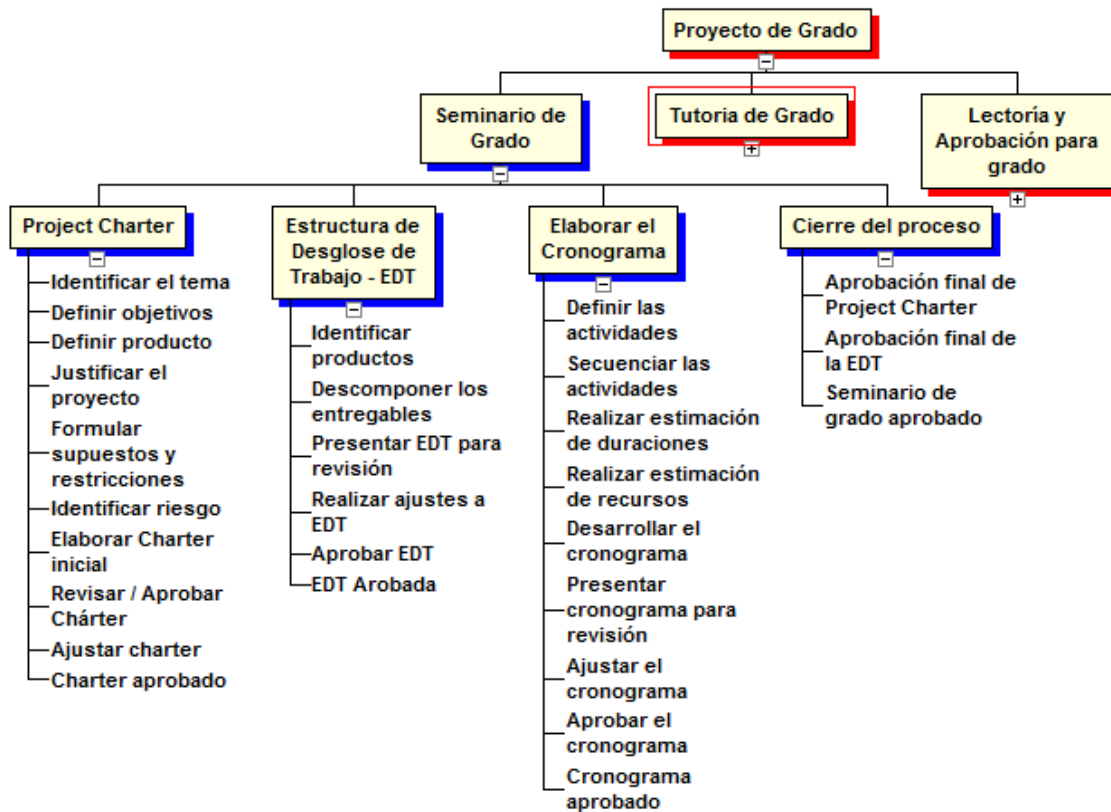 Proyecto de Grado
Seminario de
Grado
Tutoria de Grado
Lectoría y
Aprobación para
grado
Project Charter
Identificar el tema
Definir objetivos
Definir producto
Justificar el
proyecto
Formular
supuestos y
restricciones
Identificar riesgo
Elaborar Charter
inicial
Revisar / Aprobar
Chárter
Ajustar charter
Charter aprobado
Estructura de
Desglose de
Trabajo - EDT
Identificar
productos
Descomponer los
entregables
Presentar EDT para
revisión
Realizar ajustes a
EDT
Aprobar EDT
EDT Arobada
Elaborar el
Cronograma
Definir las
actividades
Secuenciar las
actividades
Realizar estimación
de duraciones
Realizar estimación
de recursos
Desarrollar el
cronograma
Presentar
cronograma para
revisión
Ajustar el
cronograma
Aprobar el
cronograma
Cronograma
aprobado
Cierre del proceso
Aprobación final de
Project Charter
Aprobación final de
la EDT
Seminario de
grado aprobado